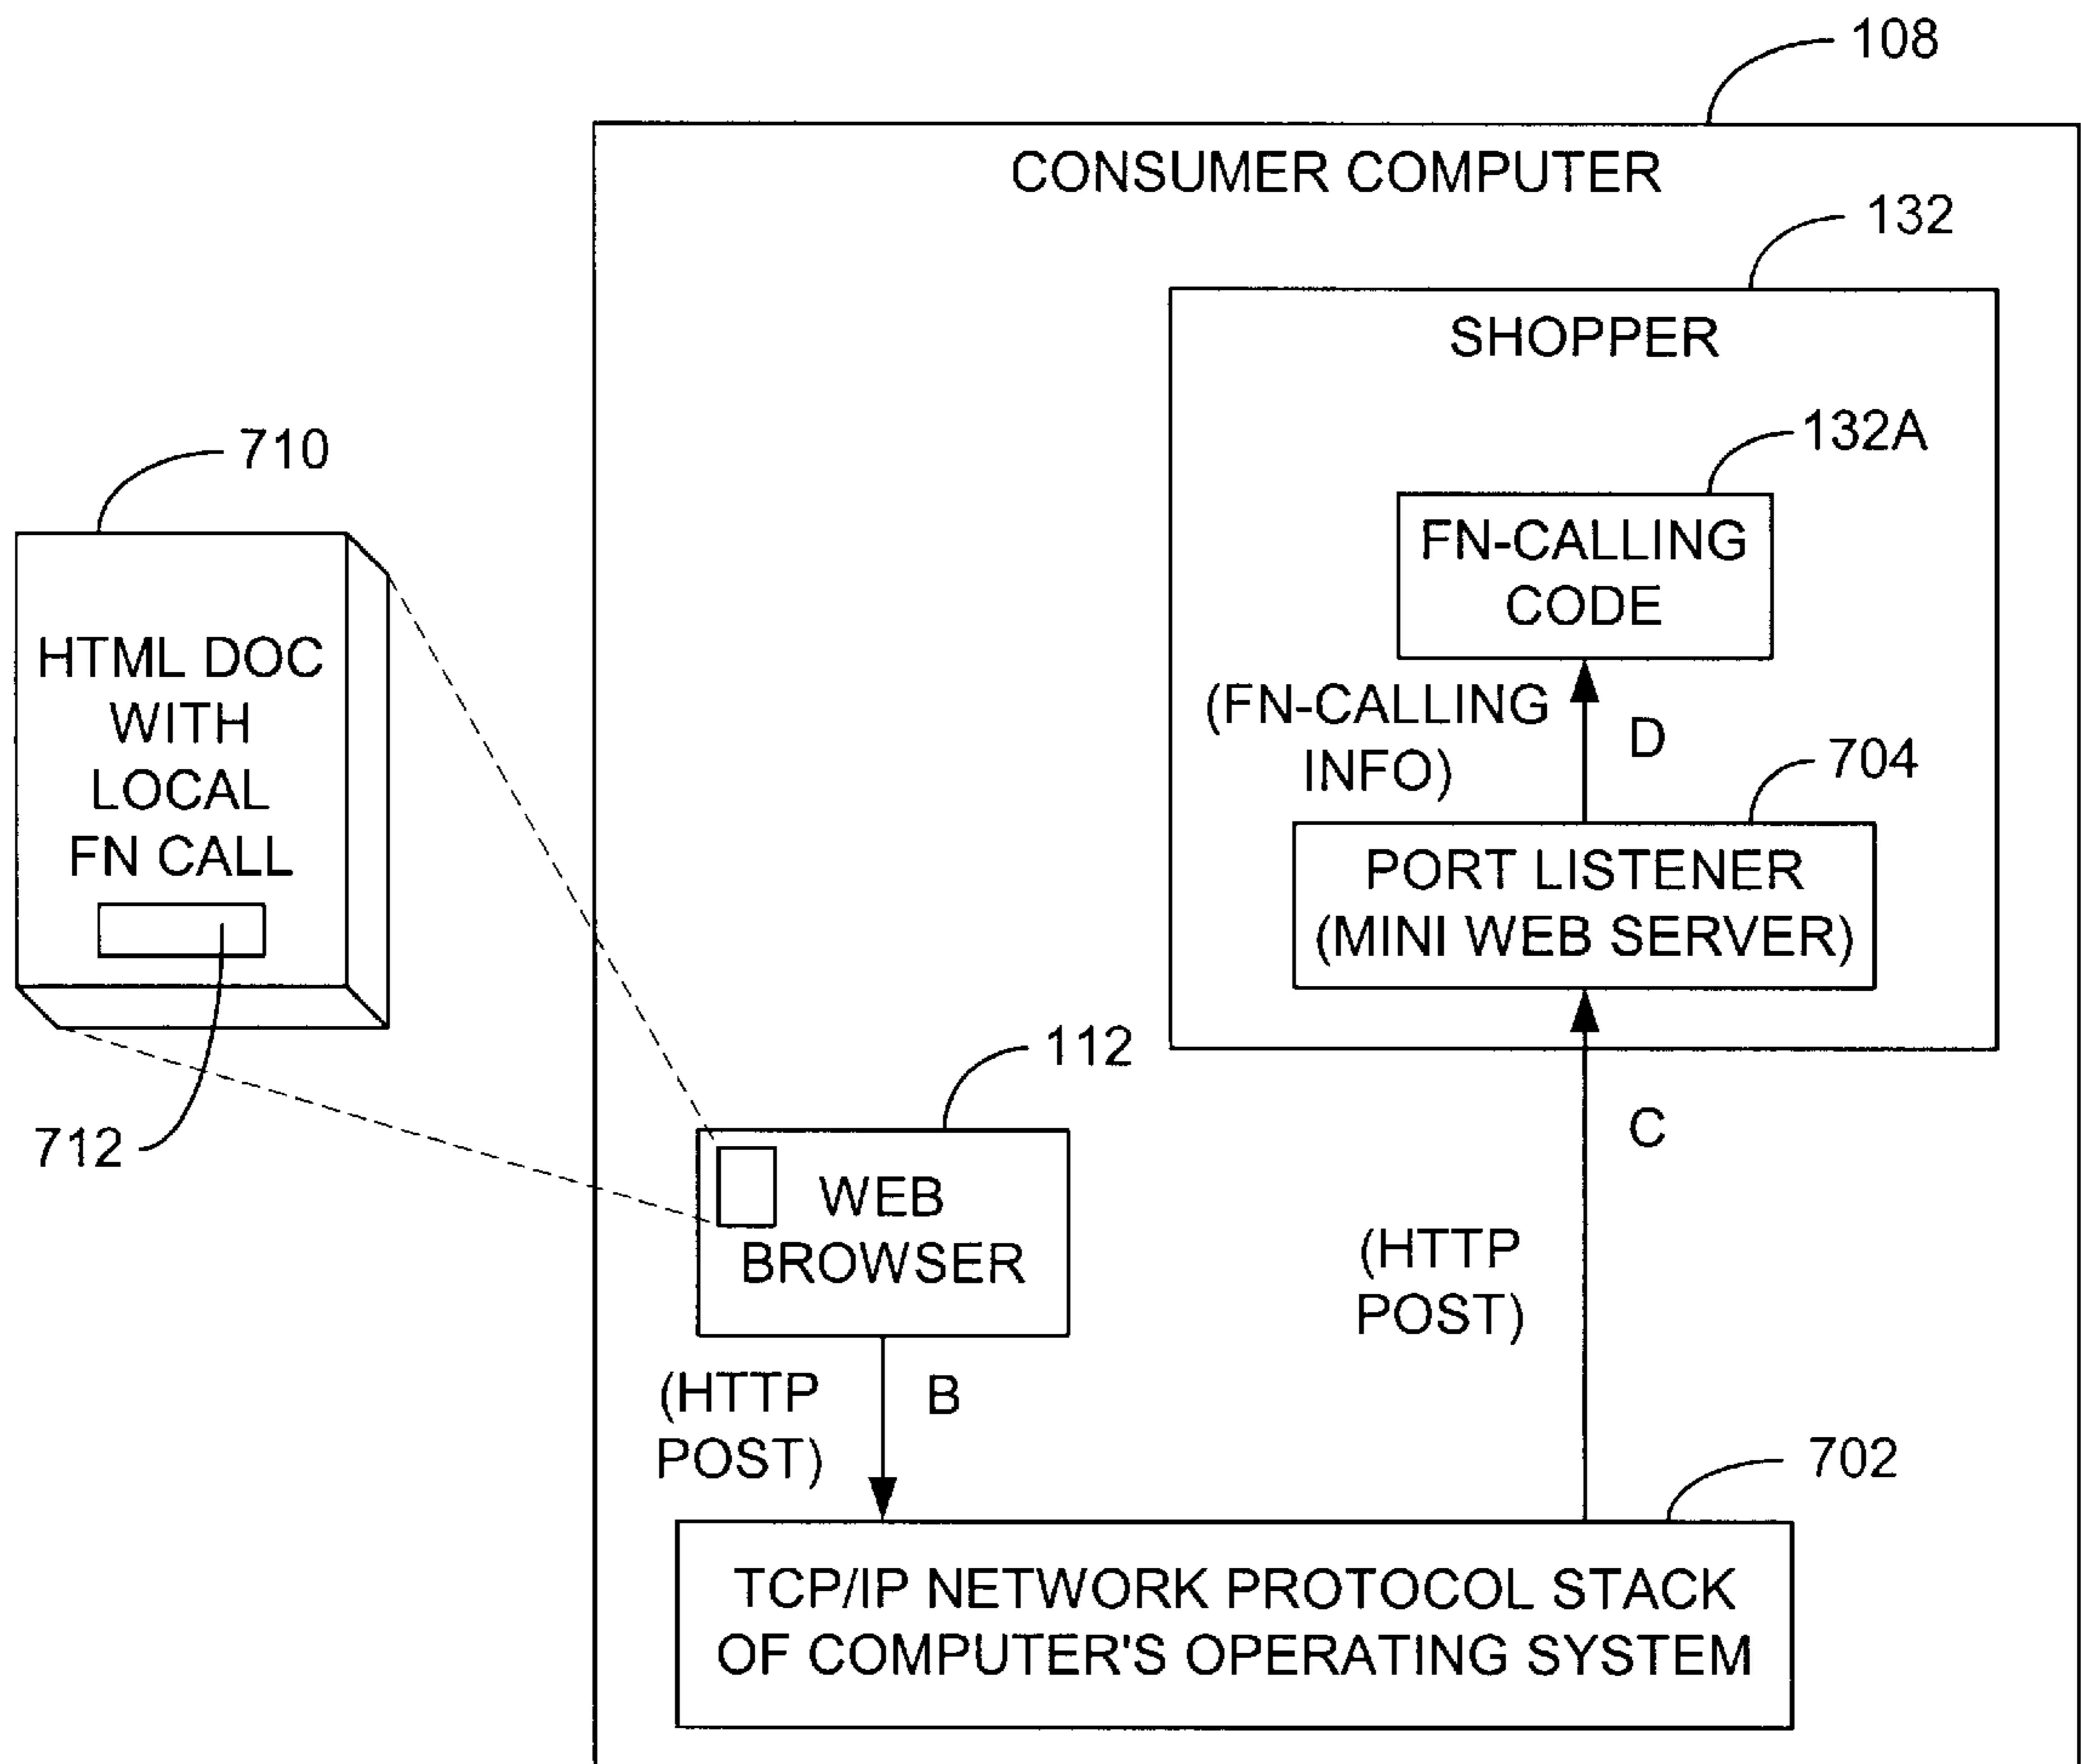 108
CONSUMER COMPUTER
132
SHOPPER
132A
FN-CALLING
CODE
(FN-CALLING
INFO)
D
704
PORT LISTENER
(MINI WEB SERVER)
710
HTML DOC
WITH
LOCAL
FN CALL
712
112
WEB
BROWSER
C
(HTTP
POST)
(HTTP
POST)
B
702
TCP/IP NETWORK PROTOCOL STACK
OF COMPUTER'S OPERATING SYSTEM